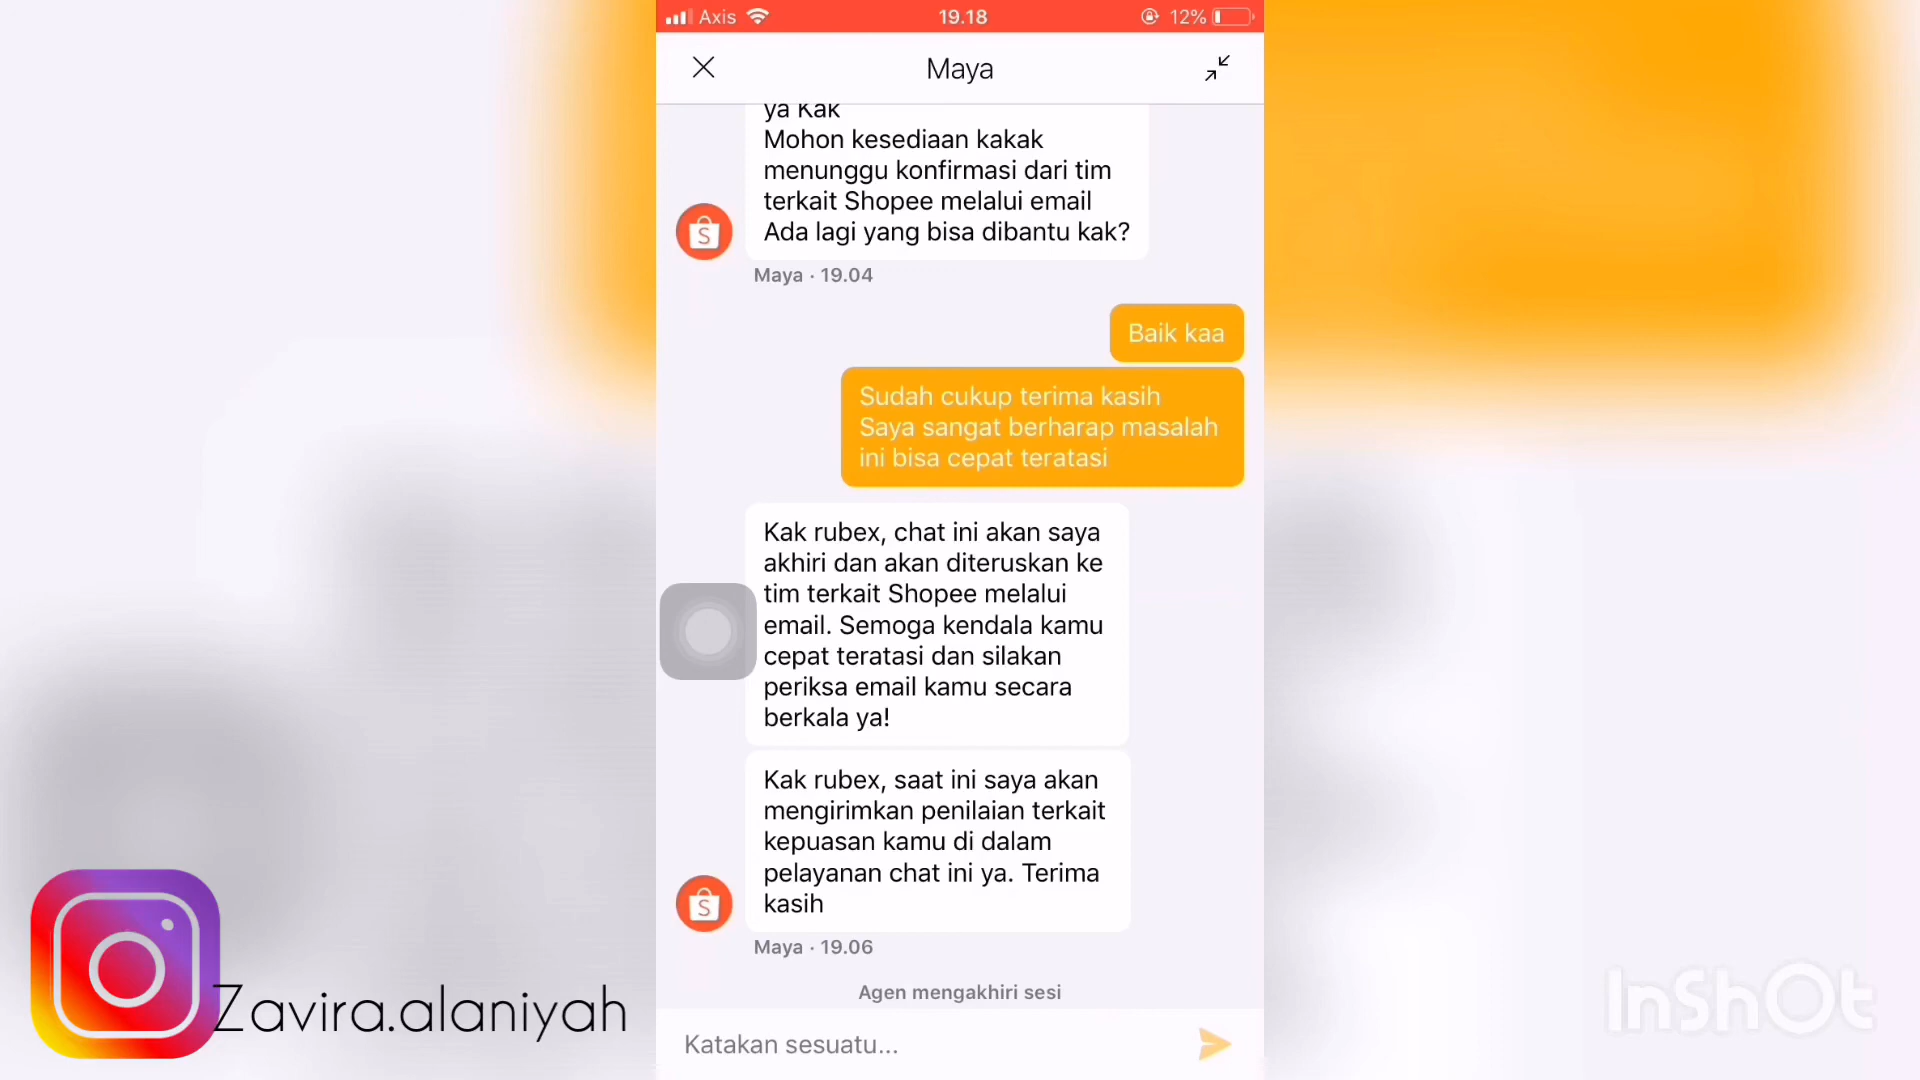 Axis
19.18
12%
Maya
ya Kak
Mohon kesediaan kakak
menunggu konfirmasi dari tim
terkait Shopee melalui email
Ada lagi yang bisa dibantu kak?
S
Maya · 19.04
Baik kaa
Sudah cukup terima kasih
Saya sangat berharap masalah
ini bisa cepat teratasi
Kak rubex, chat ini akan saya
akhiri dan akan diteruskan ke
tim terkait Shopee melalui
email. Semoga kendala kamu
cepat teratasi dan silakan
periksa email kamu secara
berkala ya!
Kak rubex, saat ini saya akan
mengirimkan penilaian terkait
kepuasan kamu di dalam
pelayanan chat ini ya. Terima
kasih
S
Maya · 19.06
Agen mengakhiri sesi
Katakan sesuatu...
Zavira.alaniyah
InShOt